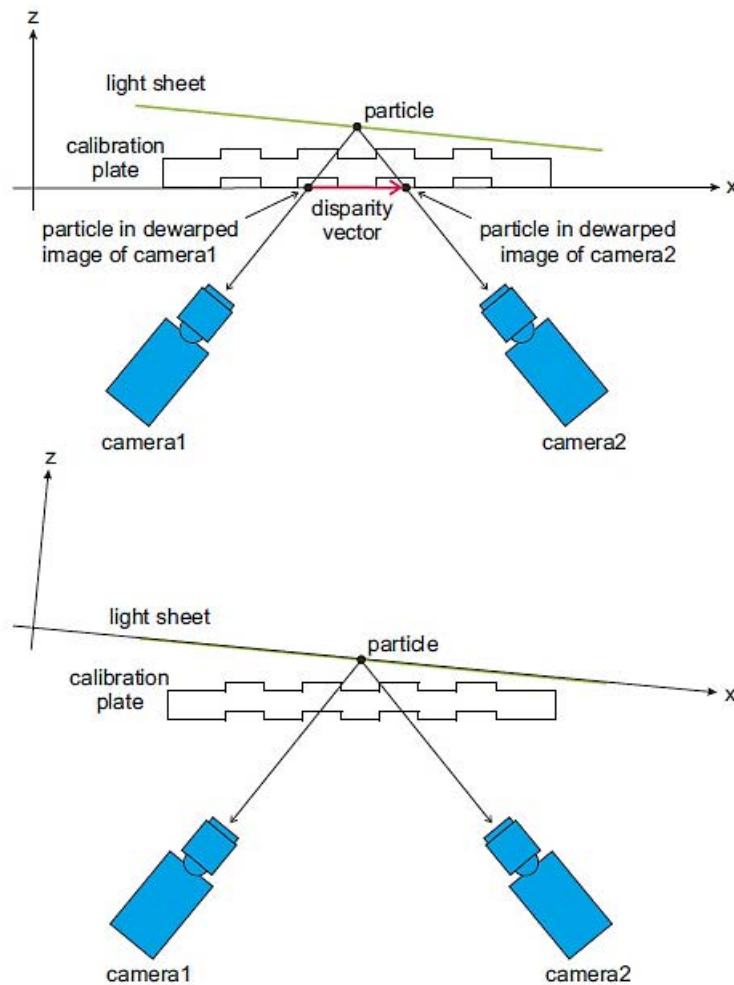 z
light sheet
particle
calibration
plate
x
particle in dewarped
image of camera1
disparity
vector
particle in dewarped
image of camera2
camera1
camera2
z
light sheet
particle
calibration
plate
x
camera1
camera2